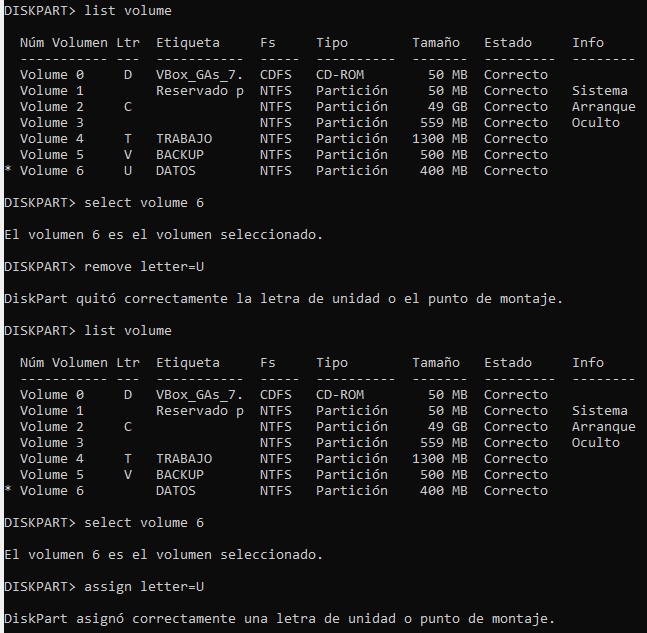 DISKPART> list volume
Núm Volumen Ltr Etiqueta Fs Tipo Tamaño Estado Info
----------- --- ----------- ----- ---------- ------- --------- --------
Volume 0 D VBox_GAs_7. CDFS CD-ROM 50 MB Correcto
Volume 1 Reservado p NTFS Partición 50 MB Correcto Sistema
Volume 2 C NTFS Partición 49 GB Correcto Arranque
Volume 3 NTFS Partición 559 MB Correcto Oculto
Volume 4 T TRABAJO NTFS Partición 1300 MB Correcto
Volume 5 V BACKUP NTFS Partición 500 MB Correcto
* Volume 6 U DATOS NTFS Partición 400 MB Correcto
DISKPART> select volume 6
El volumen 6 es el volumen seleccionado.
DISKPART> remove letter=U
DiskPart quitó correctamente la letra de unidad o el punto de montaje.
DISKPART> list volume
Núm Volumen Ltr Etiqueta Fs Tipo Tamaño Estado Info
----------- --- ----------- ----- ---------- ------- --------- --------
Volume 0 D VBox_GAs_7. CDFS CD-ROM 50 MB Correcto
Volume 1 Reservado p NTFS Partición 50 MB Correcto Sistema
Volume 2 C NTFS Partición 49 GB Correcto Arranque
Volume 3 NTFS Partición 559 MB Correcto Oculto
Volume 4 T TRABAJO NTFS Partición 1300 MB Correcto
Volume 5 V BACKUP NTFS Partición 500 MB Correcto
* Volume 6 DATOS NTFS Partición 400 MB Correcto
DISKPART> select volume 6
El volumen 6 es el volumen seleccionado.
DISKPART> assign letter=U
DiskPart asignó correctamente una letra de unidad o punto de montaje.